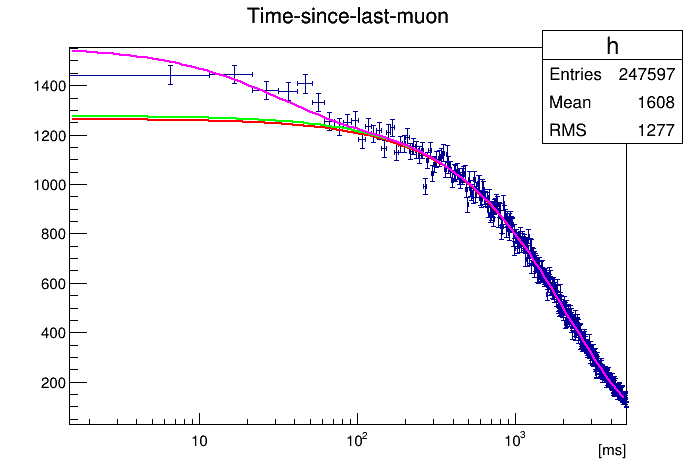 Time-since-last-muon
h
Entries 247597
Mean 1608
RMS 1277
1400
1200
1000
800
600
400
200
10
10²
10³
[ms]